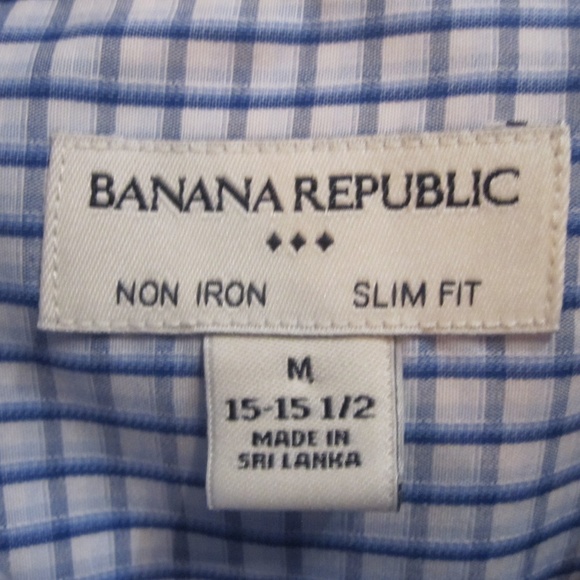 BANANA REPUBLIC
NON IRON SLIM FIT
M
15-15 1/2
MADE IN
SRI LANKA